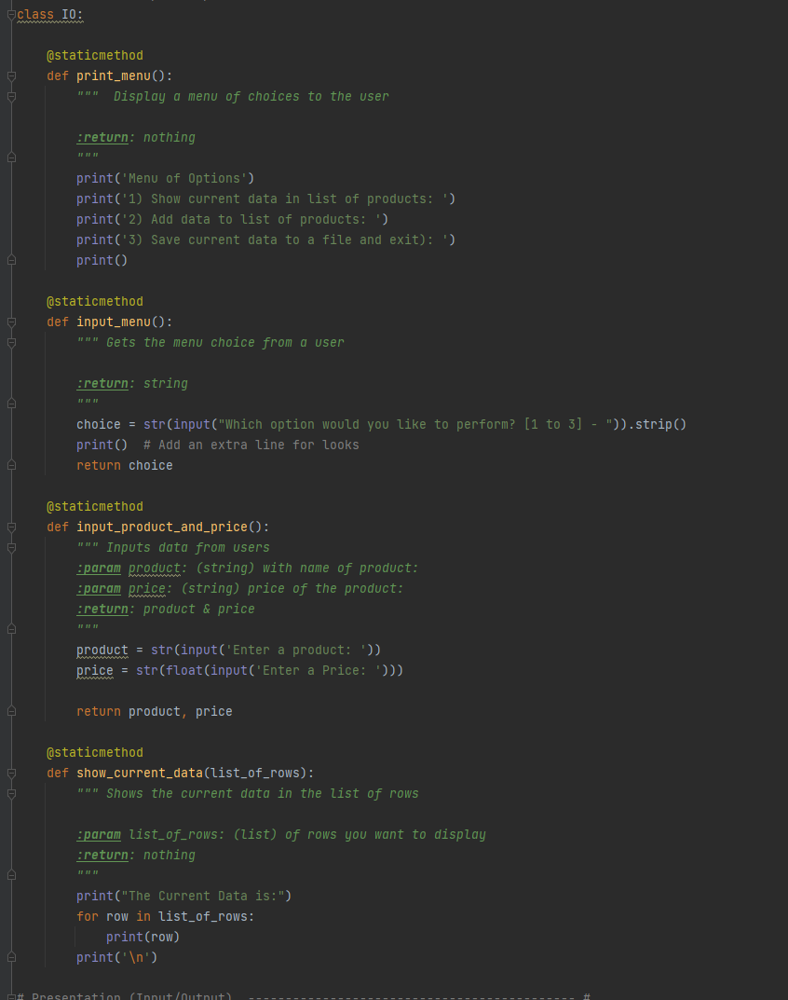 class IO:
@staticmethod
def print_menu():
"""  Display a menu of choices to the user
:return: nothing
"""
print('Menu of Options')
print('1) Show current data in list of products: ')
print('2) Add data to list of products: ')
print('3) Save current data to a file and exit): ')
print()
@staticmethod
def input_menu():
""" Gets the menu choice from a user
:return: string
"""
choice = str(input("Which option would you like to perform? [1 to 3] - ")).strip()
print()  # Add an extra line for looks
return choice
@staticmethod
def input_product_and_price():
""" Inputs data from users
:param product: (string) with name of product:
:param price: (string) price of the product:
:return: product & price
"""
product = str(input('Enter a product: '))
price = str(float(input('Enter a Price: ')))
return product, price
@staticmethod
def show_current_data(list_of_rows):
""" Shows the current data in the list of rows
:param list_of_rows: (list) of rows you want to display
:return: nothing
"""
print("The Current Data is:")
for row in list_of_rows:
print(row)
print('\n')
# Presentation (Input/Output)  -------------------------------------------- #